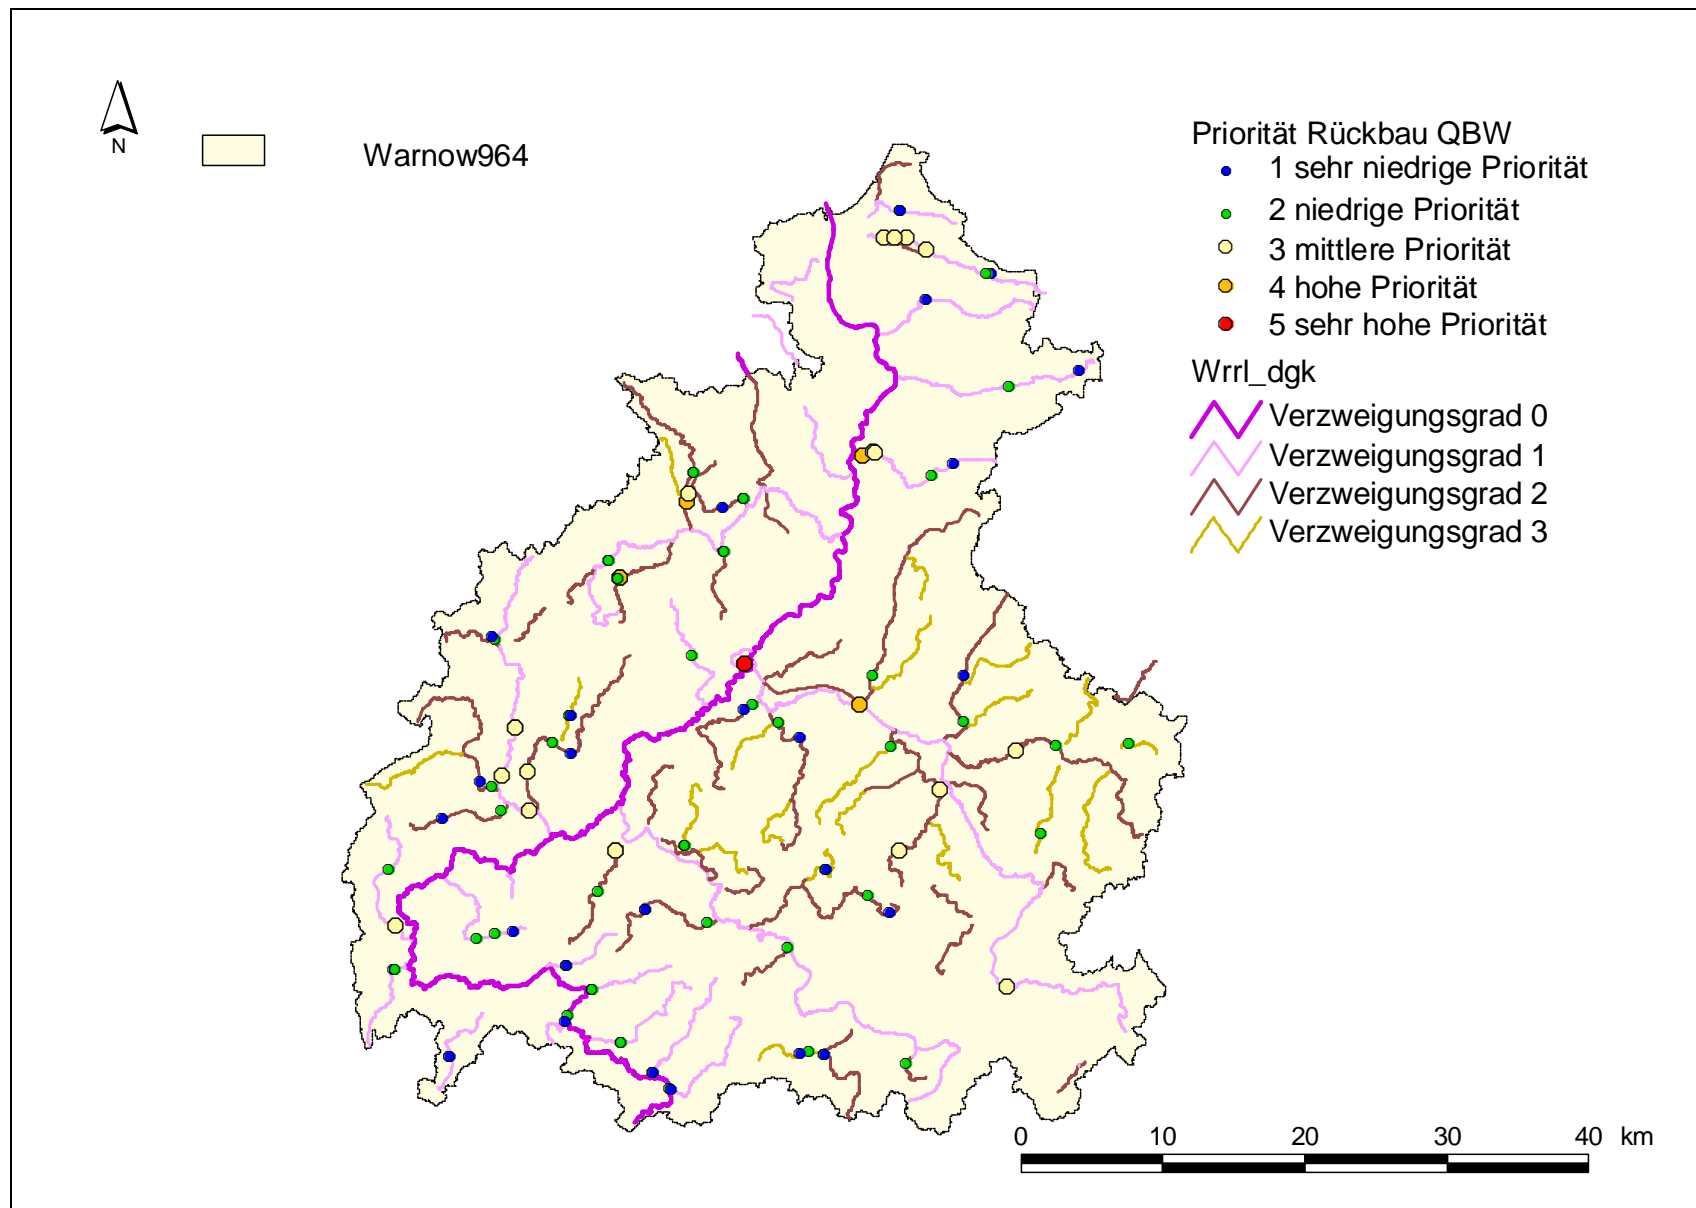 N
Warnow964
Priorität Rückbau QBW
1 sehr niedrige Priorität
2 niedrige Priorität
3 mittlere Priorität
4 hohe Priorität
5 sehr hohe Priorität
Wrrl_dgk
Verzweigungsgrad 0
Verzweigungsgrad 1
Verzweigungsgrad 2
Verzweigungsgrad 3
0 10 20 30 40 km